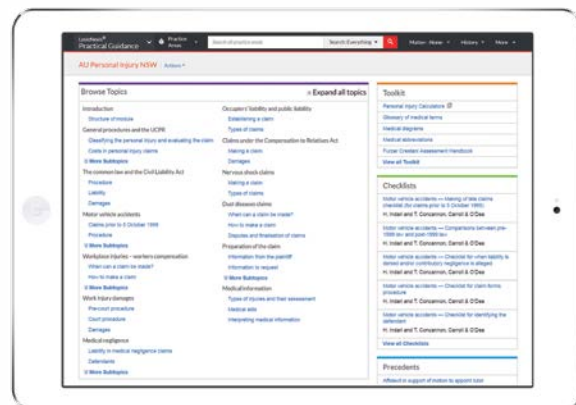 LexisNexis®
Practical Guidance
Practice
Areas
Search Everything
Matter: None
History
More
AU Personal Injury NSW
Actions
Browse Topics
Expand all topics
Introduction
Structure of module
General procedures and the UCPR
Classifying the personal injury and evaluating the claim
Costs in personal injury claims
More Subtopics
The common law and the Civil Liability Act
Procedure
Liability
Damages
Motor vehicle accidents
Claims prior to 5 October 1999
Procedure
More Subtopics
Workplace injuries – workers compensation
When can a claim be made?
How to make a claim
More Subtopics
Work injury damages
Pre-court procedure
Court procedure
Damages
Medical negligence
Liability in medical negligence claims
Defendants
More Subtopics
Occupiers' liability and public liability
Establishing a claim
Types of claims
Claims under the Compensation to Relatives Act
Making a claim
Damages
Nervous shock claims
Making a claim
Types of claims
Dust diseases claims
When can a claim be made?
How to make a claim
Disputes and finalisation of claims
Preparation of the claim
Information from the plaintiff
Information to request
More Subtopics
Medical information
Types of injuries and their assessment
Medical aids
Interpreting medical information
Toolkit
Personal Injury Calculators
Glossary of medical terms
Medical diagrams
Medical abbreviations
Assessment Handbook
View all Toolkit
Checklists
Motor vehicle accidents — Making of late claims
checklist (for claims prior to 5 October 1999)
T. Concannon, Carroll & O'Dea
Motor vehicle accidents — Comparisons between pre-
1999 law and post-1999 law
T. Concannon, Carroll & O'Dea
Motor vehicle accidents — Checklist for when liability is
denied and/or contributory negligence is alleged
T. Concannon, Carroll & O'Dea
Motor vehicle accidents — Checklist for claim forms
procedure
T. Concannon, Carroll & O'Dea
Motor vehicle accidents — Checklist for identifying the
defendant
T. Concannon, Carroll & O'Dea
View all Checklists
Precedents
Affidavit in support of motion to appoint tutor